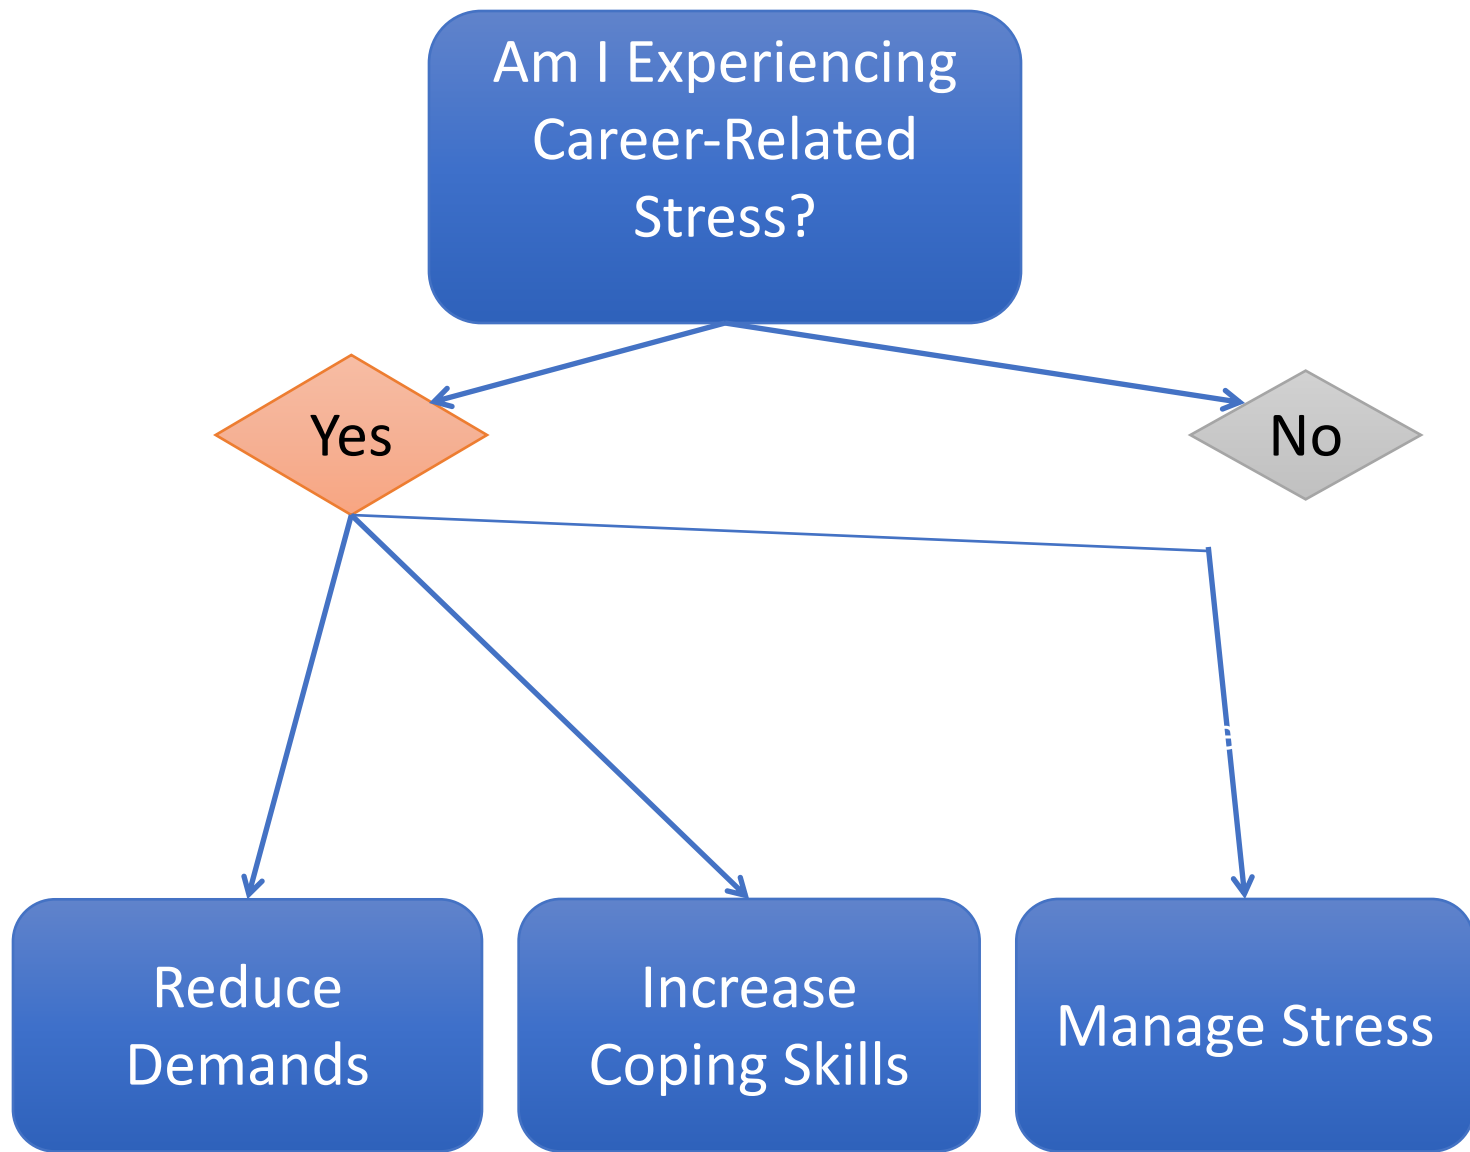 Am I Experiencing
Career-Related
Stress?
Yes
No
Reduce
Demands
Increase
Coping Skills
Manage Stress